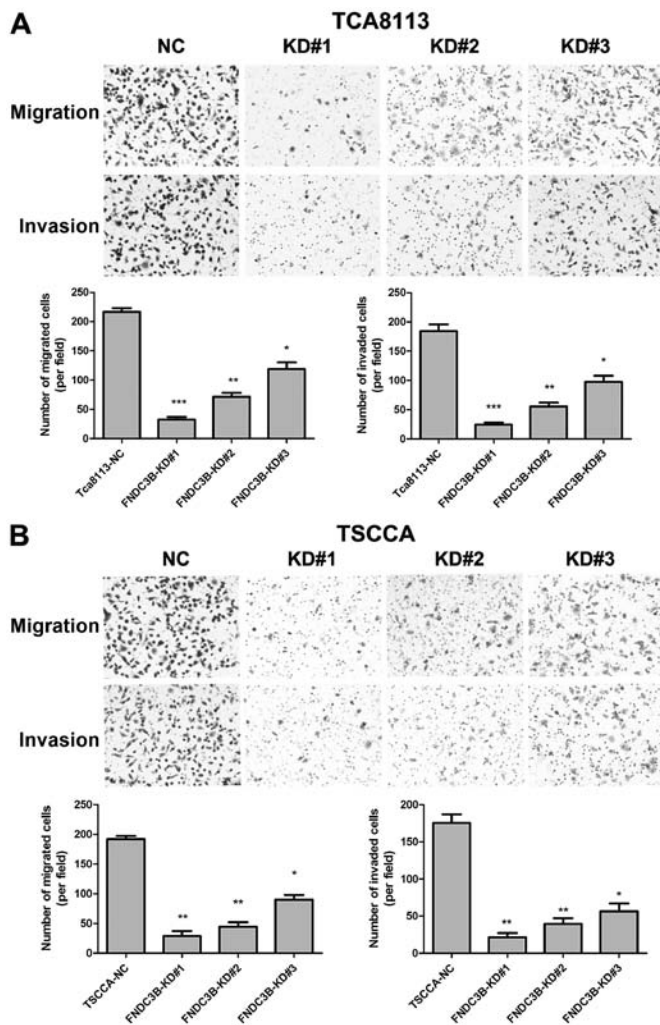 A
TCA8113
NC KD#1 KD#2 KD#3
Migration
Invasion
Number of migrated cells
(per field)
250
200
150
100
50
0
***
**
*
Tca8113-NC
FNDC3B-KD#1
FNDC3B-KD#2
FNDC3B-KD#3
Number of invaded cells
(per field)
250
200
150
100
50
0
***
**
*
Tca8113-NC
FNDC3B-KD#1
FNDC3B-KD#2
FNDC3B-KD#3
B
TSCCA
NC KD#1 KD#2 KD#3
Migration
Invasion
Number of migrated cells
(per field)
250
200
150
100
50
0
**
**
*
TSCCA-NC
FNDC3B-KD#1
FNDC3B-KD#2
FNDC3B-KD#3
Number of invaded cells
(per field)
200
150
100
50
0
**
**
*
TSCCA-NC
FNDC3B-KD#1
FNDC3B-KD#2
FNDC3B-KD#3